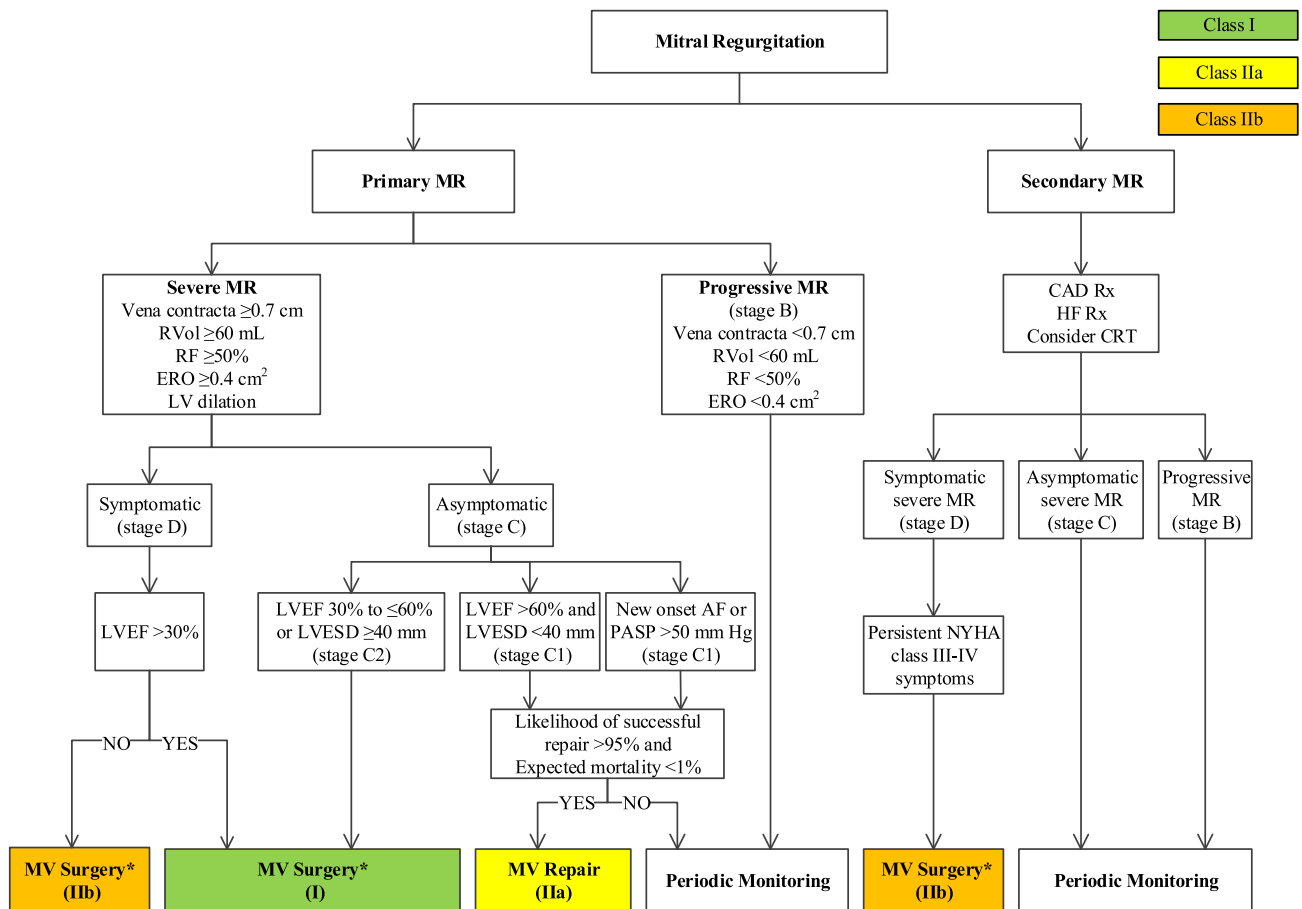 Mitral Regurgitation
Class I
Class IIa
Class IIb
Primary MR
Secondary MR
Severe MR
Vena contracta ≥0.7 cm
RVol ≥60 mL
RF ≥50%
ERO ≥0.4 cm²
LV dilation
Progressive MR
(stage B)
Vena contracta <0.7 cm
RVol <60 mL
RF <50%
ERO <0.4 cm²
CAD Rx
HF Rx
Consider CRT
Symptomatic
(stage D)
Asymptomatic
(stage C)
Symptomatic
severe MR
(stage D)
Asymptomatic
severe MR
(stage C)
Progressive
MR
(stage B)
LVEF >30%
LVEF 30% to ≤60%
or LVESD ≥40 mm
(stage C2)
LVEF >60% and
LVESD <40 mm
(stage C1)
New onset AF or
PASP >50 mm Hg
(stage C1)
Persistent NYHA
class III-IV
symptoms
Likelihood of successful
repair >95% and
Expected mortality <1%
NO
YES
YES
NO
MV Surgery*
(IIb)
MV Surgery*
(I)
MV Repair
(IIa)
Periodic Monitoring
MV Surgery*
(IIb)
Periodic Monitoring